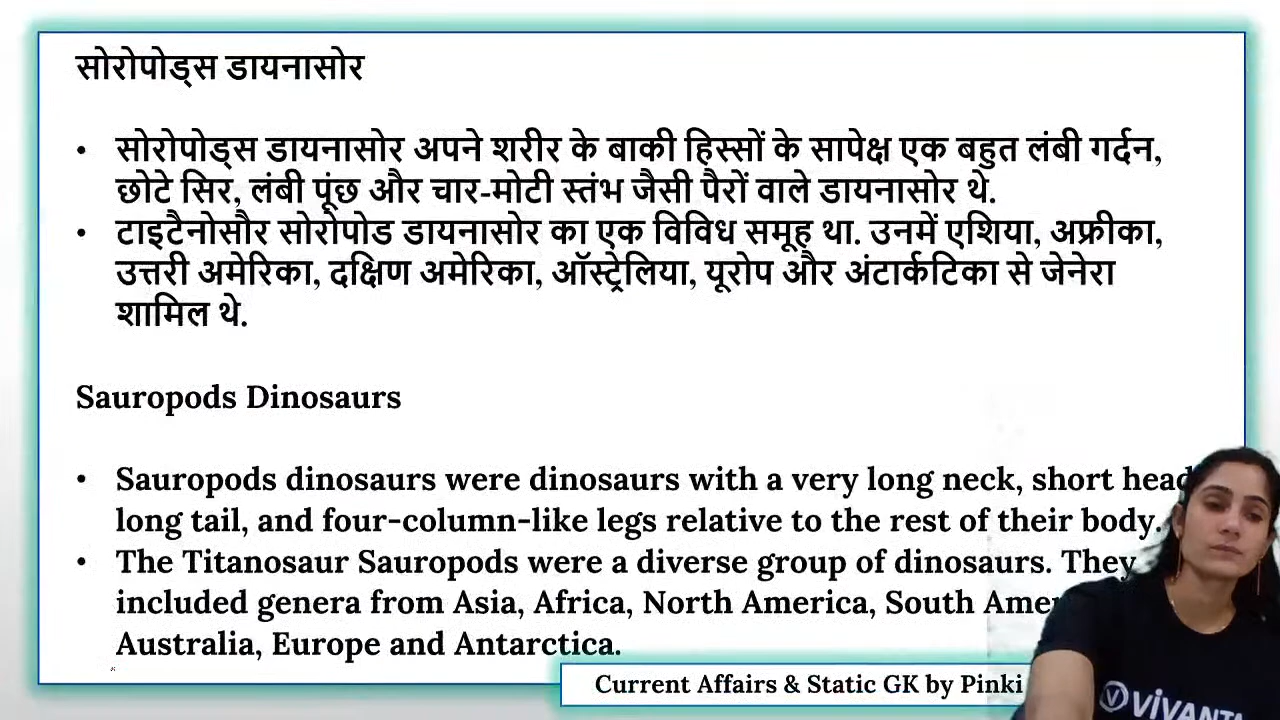 सोरोपोड्स डायनासोर
• सोरोपोड्स डायनासोर अपने शरीर के बाकी हिस्सों के सापेक्ष एक बहुत लंबी गर्दन,
छोटे सिर, लंबी पूंछ और चार-मोटी स्तंभ जैसी पैरों वाले डायनासोर थे.
• टाइटैनोसौर सोरोपोड डायनासोर का एक विविध समूह था. उनमें एशिया, अफ्रीका,
उत्तरी अमेरिका, दक्षिण अमेरिका, ऑस्ट्रेलिया, यूरोप और अंटार्कटिका से जेनेरा
शामिल थे.
Sauropods Dinosaurs
• Sauropods dinosaurs were dinosaurs with a very long neck, short head
long tail, and four-column-like legs relative to the rest of their body.
• The Titanosaur Sauropods were a diverse group of dinosaurs. They
included genera from Asia, Africa, North America, South
Australia, Europe and Antarctica.
Current Affairs & Static GK by Pinki